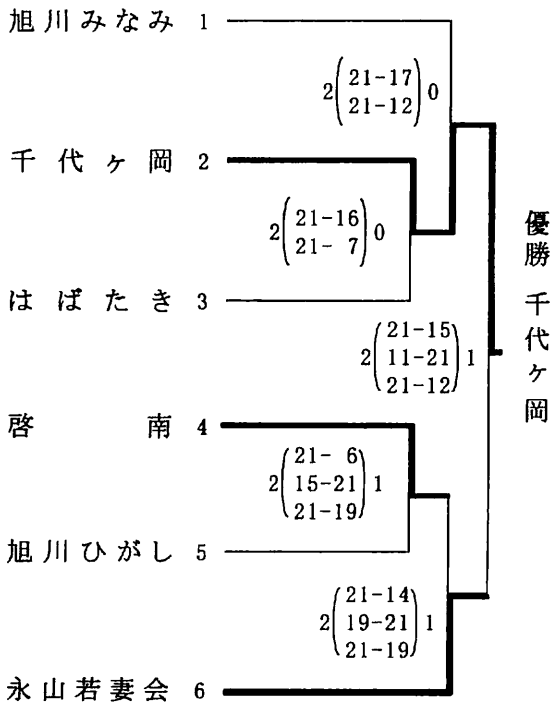 旭川みなみ 1
2(21-17 21-12)0
千代ヶ岡 2
2(21-16 21- 7)0
はばたき 3
2(21-15 11-21 21-12)1
優勝 千代ヶ岡
啓南 4
2(21- 6 15-21 21-19)1
旭川ひがし 5
2(21-14 19-21 21-19)1
永山若妻会 6